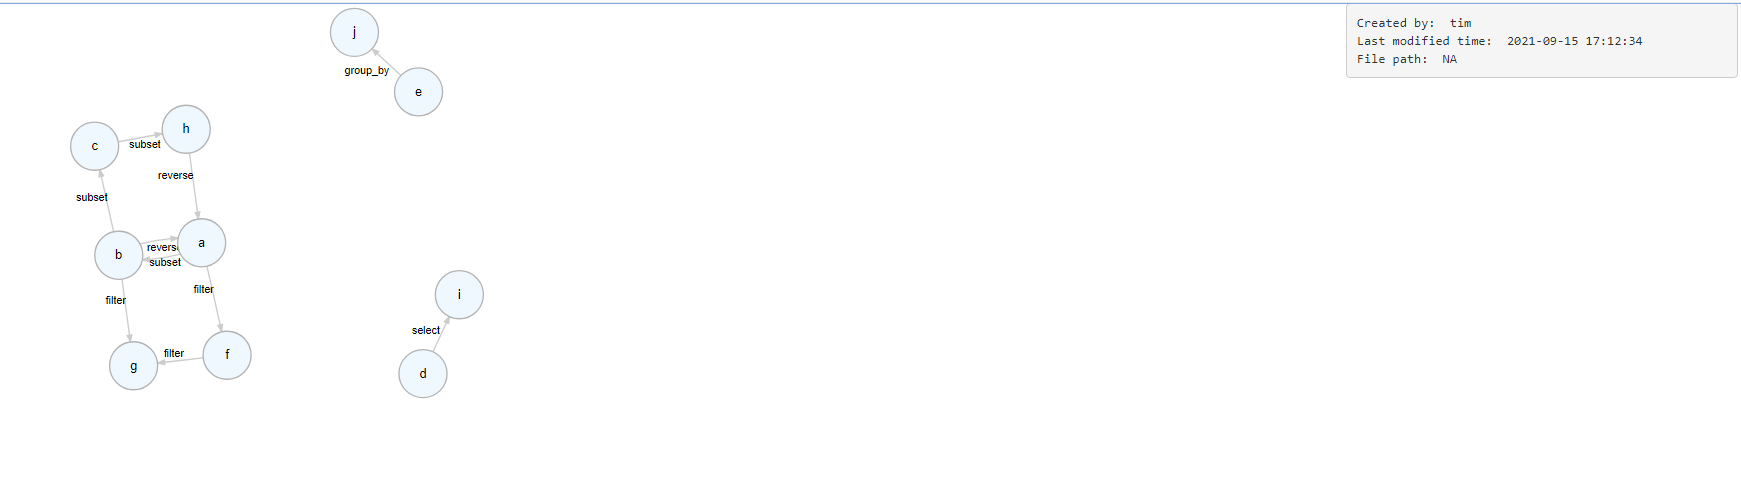 Created by: tim
Last modified time: 2021-09-15 17:12:34
File path: NA
j
group_by
e
h
c
subset
reverse
subset
a
reverse
b
subset
filter
filter
i
select
filter
f
g
d